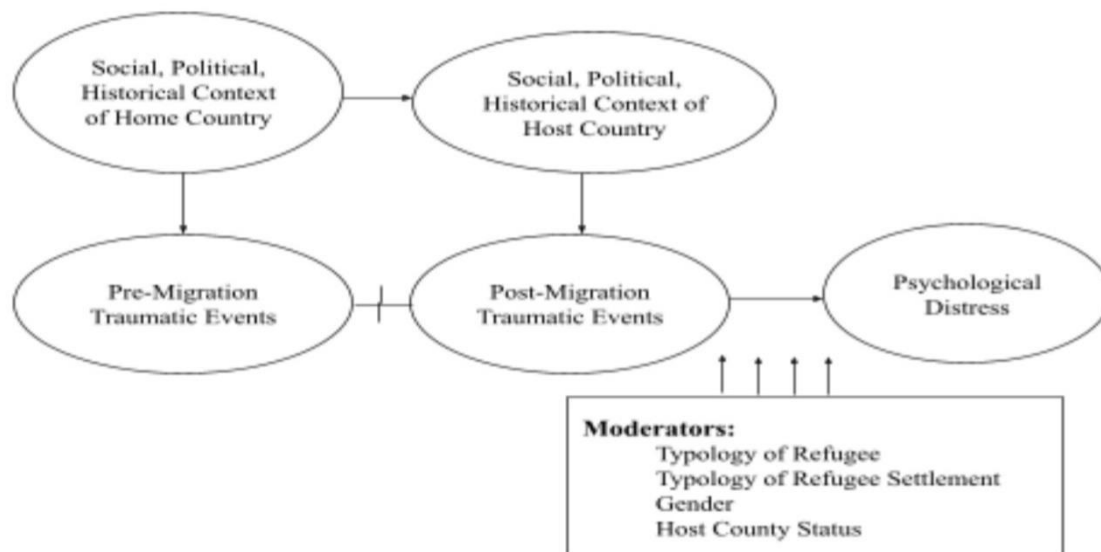 Social, Political,
Historical Context
of Home Country
Social, Political,
Historical Context of
Host Country
Pre-Migration
Traumatic Events
Post-Migration
Traumatic Events
Psychological
Distress
Moderators:
Typology of Refugee
Typology of Refugee Settlement
Gender
Host County Status